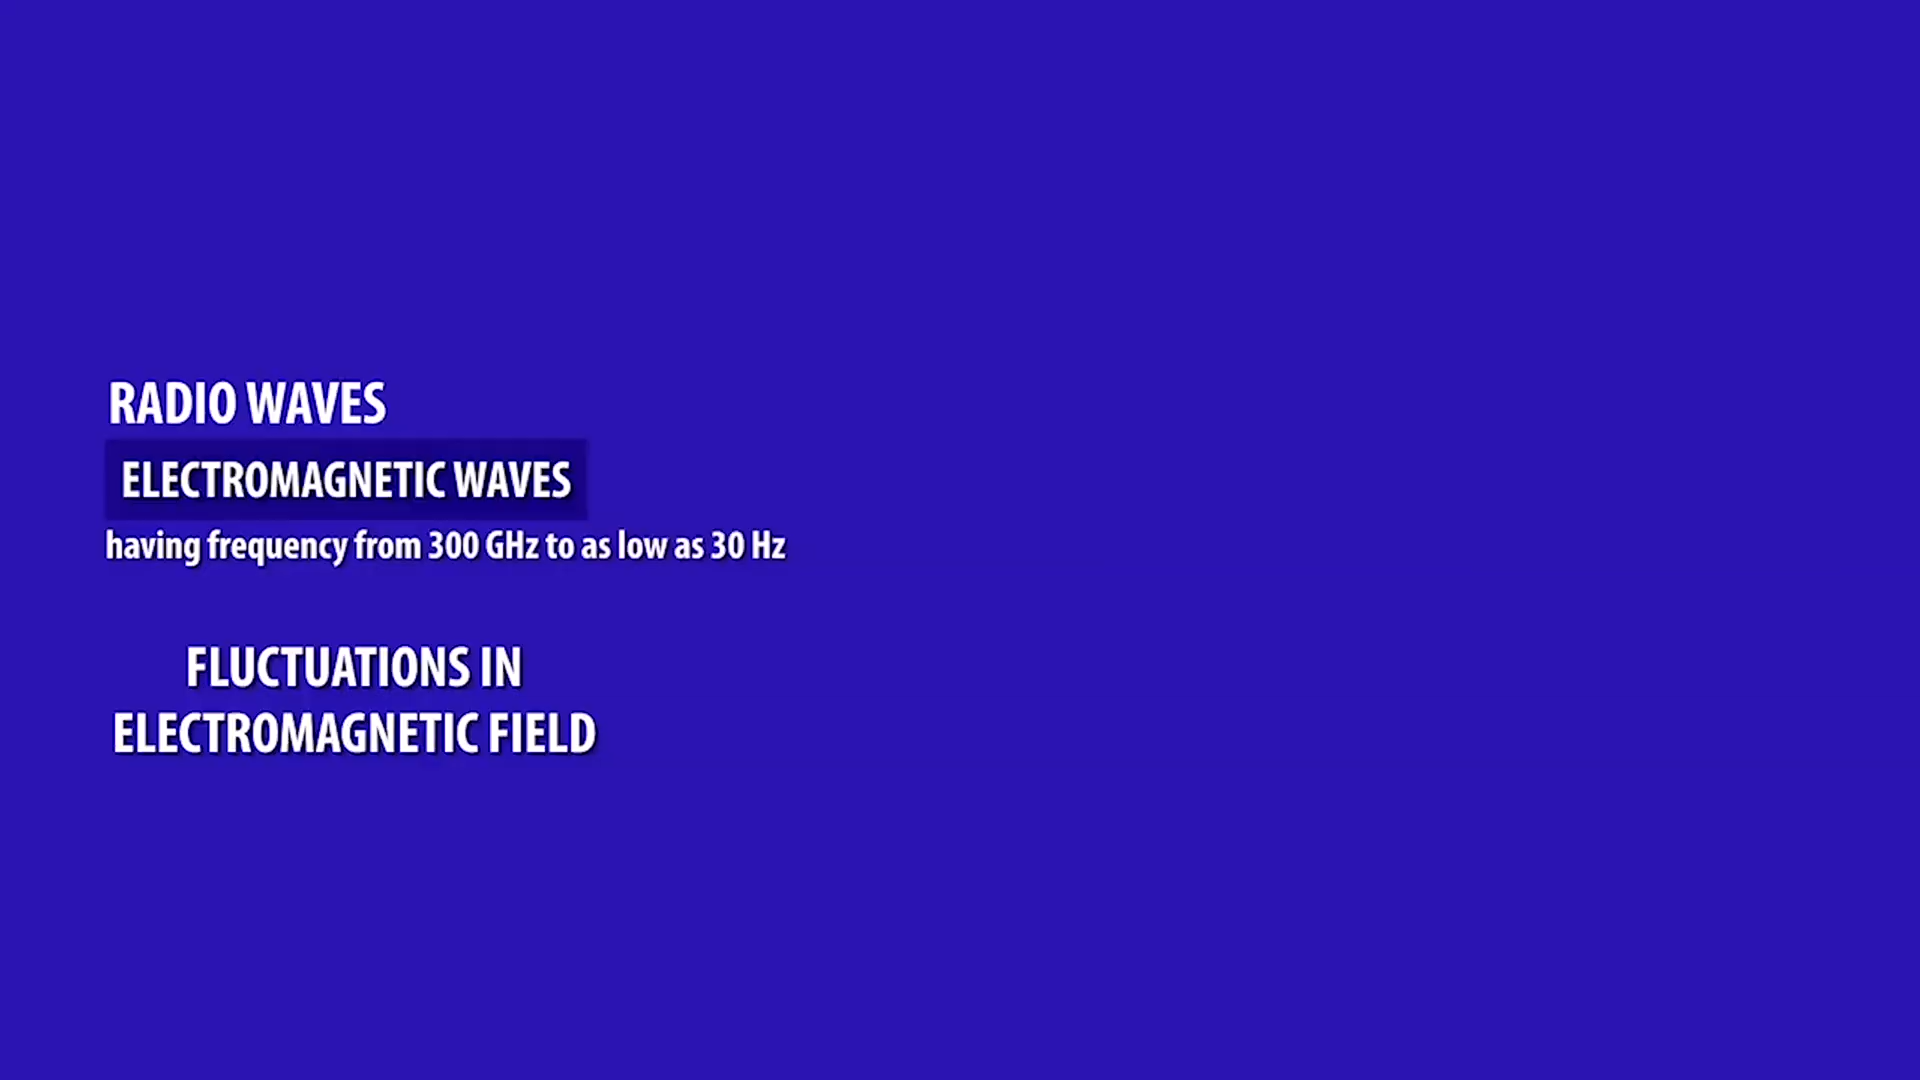 RADIO WAVES
ELECTROMAGNETIC WAVES
having frequency from 300 GHz to as low as 30 Hz
FLUCTUATIONS IN
ELECTROMAGNETIC FIELD